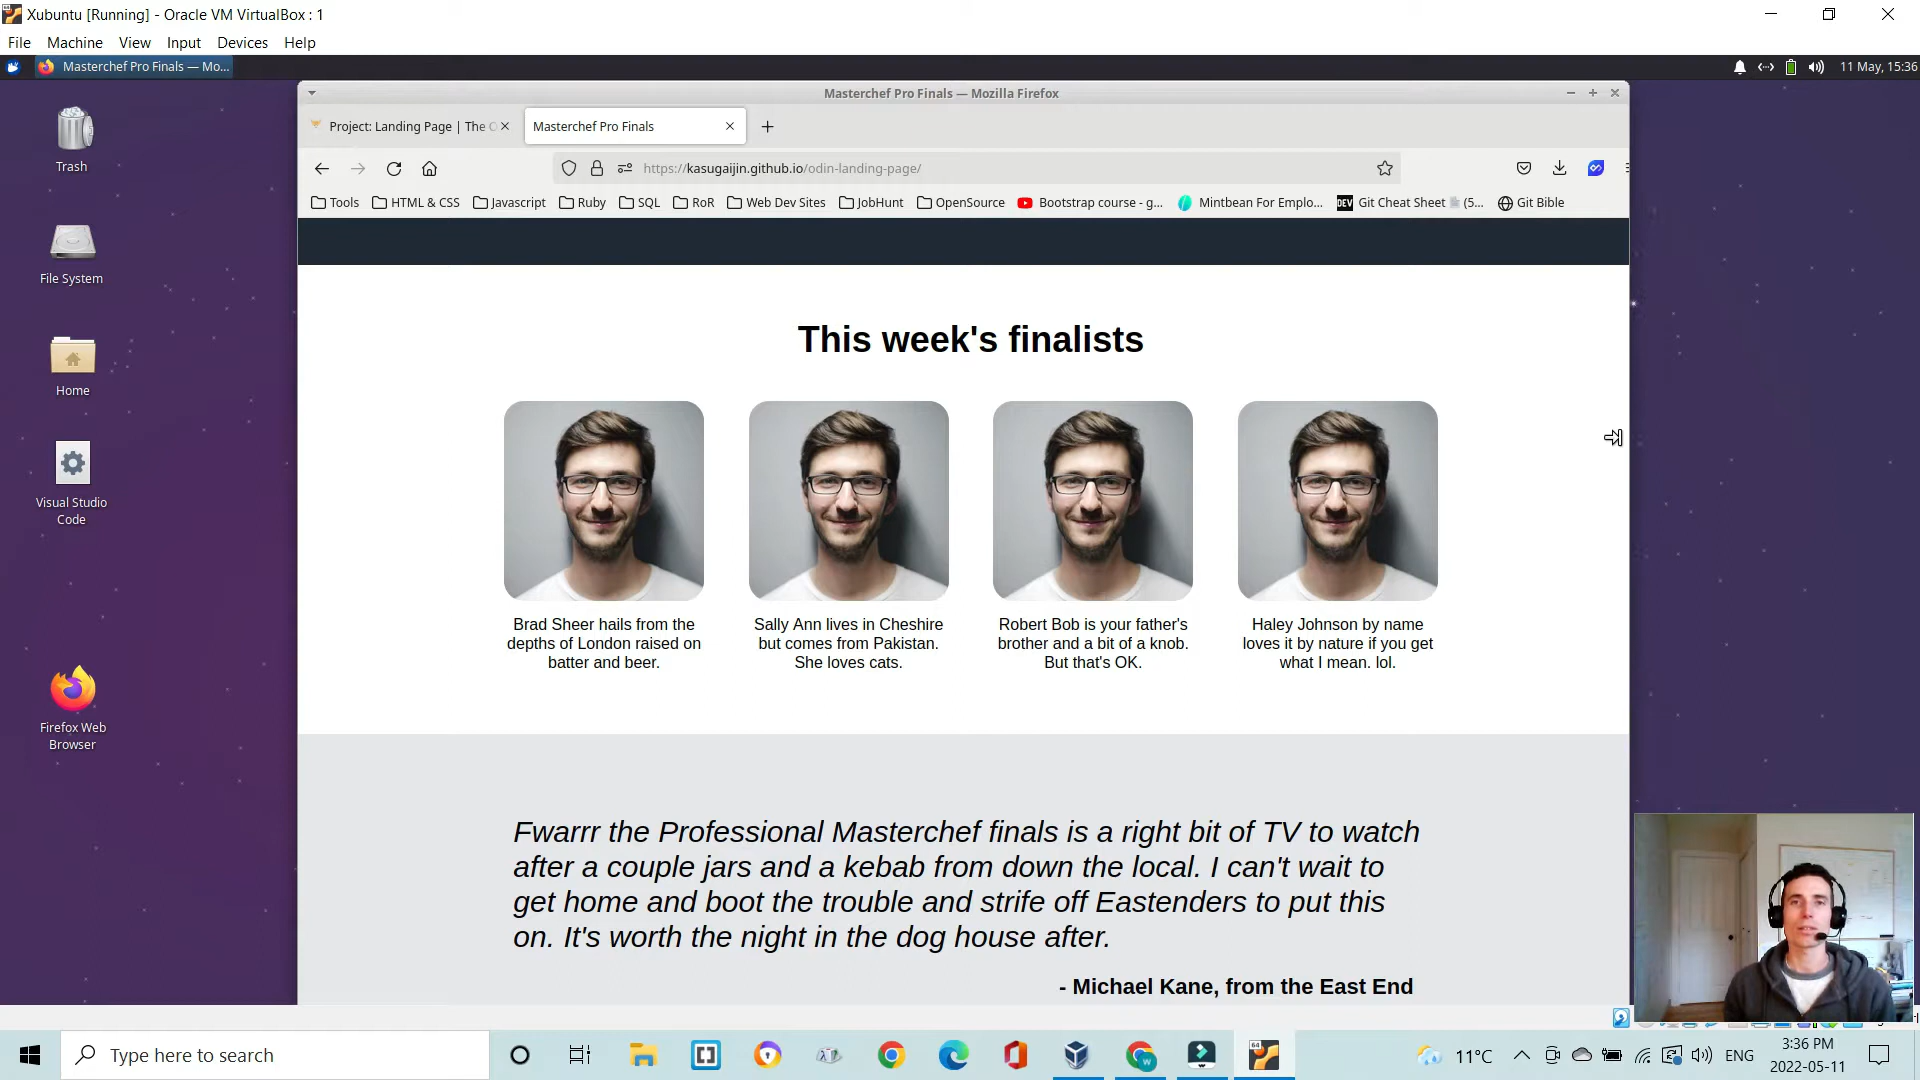 Xubuntu [Running] - Oracle VM VirtualBox : 1
File Machine View Input Devices Help
Masterchef Pro Finals — Mo...
11 May, 15:36
Masterchef Pro Finals — Mozilla Firefox
Project: Landing Page | The O
Masterchef Pro Finals
https://kasugaijin.github.io/odin-landing-page/
Tools HTML & CSS Javascript Ruby SQL RoR Web Dev Sites JobHunt OpenSource Bootstrap course - g... Mintbean For Emplo... DEV Git Cheat Sheet (5... Git Bible
Trash
File System
Home
Visual Studio
Code
Firefox Web
Browser
This week's finalists
Brad Sheer hails from the
depths of London raised on
batter and beer.
Sally Ann lives in Cheshire
but comes from Pakistan.
She loves cats.
Robert Bob is your father's
brother and a bit of a knob.
But that's OK.
Haley Johnson by name
loves it by nature if you get
what I mean. lol.
Fwarrr the Professional Masterchef finals is a right bit of TV to watch
after a couple jars and a kebab from down the local. I can't wait to
get home and boot the trouble and strife off Eastenders to put this
on. It's worth the night in the dog house after.
- Michael Kane, from the East End
Type here to search
64
11°C
ENG
3:36 PM
2022-05-11